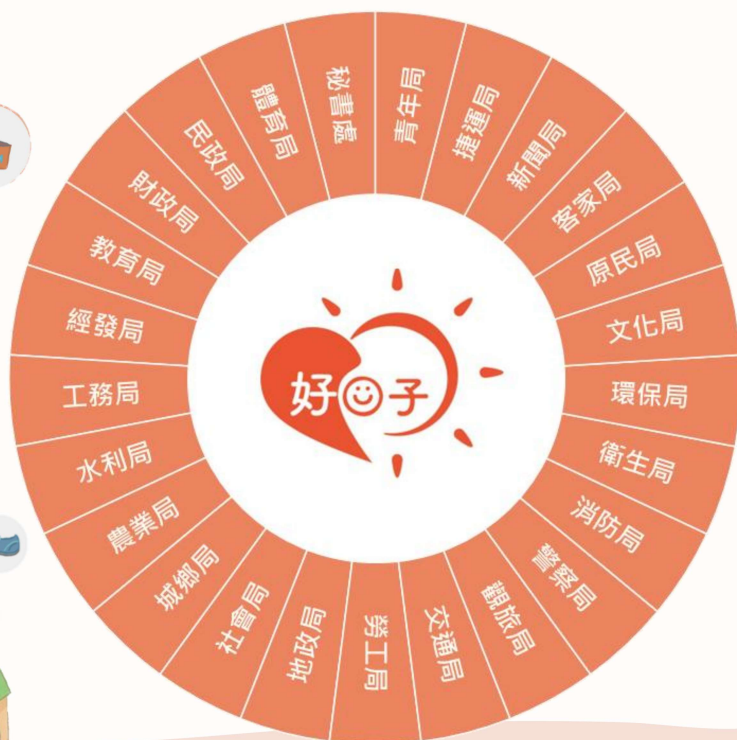 青年局
捷運局
新聞局
客家局
原民局
文化局
環保局
衛生局
消防局
警察局
觀旅局
交通局
勞工局
地政局
社會局
城鄉局
農業局
水利局
工務局
經發局
教育局
財政局
民政局
體育局
秘書處
好日子